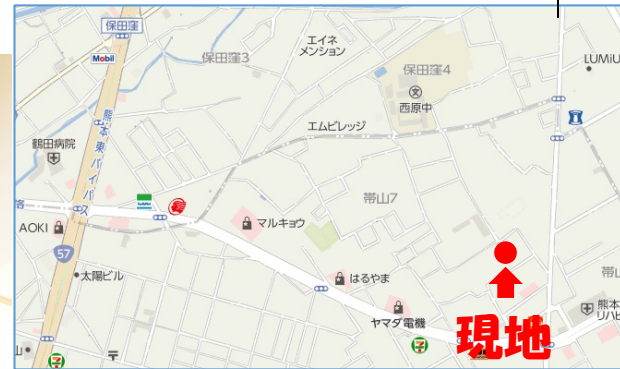 保田窪
Mobil
保田窪3
エイネ
メンション
保田窪4
文
西原中
LUMiU
熊本東バイパス
エムビレッジ
鶴田病院
帯山7
AOKI
マルキョウ
57
太陽ビル
はるやま
帯山
ヤマダ電機
熊本
リハビ
現地
7
7
〒